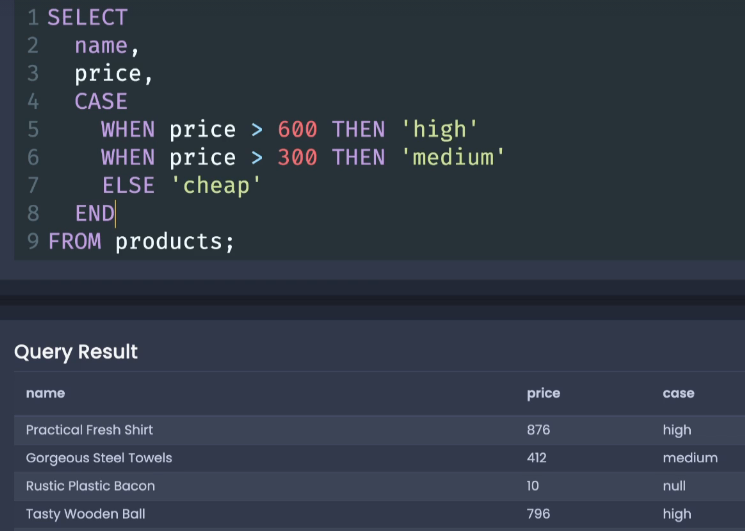 1 SELECT
2 name,
3 price,
4 CASE
5 WHEN price > 600 THEN 'high'
6 WHEN price > 300 THEN 'medium'
7 ELSE 'cheap'
8 END
9 FROM products;
Query Result
name price case
Practical Fresh Shirt 876 high
Gorgeous Steel Towels 412 medium
Rustic Plastic Bacon 10 null
Tasty Wooden Ball 796 high